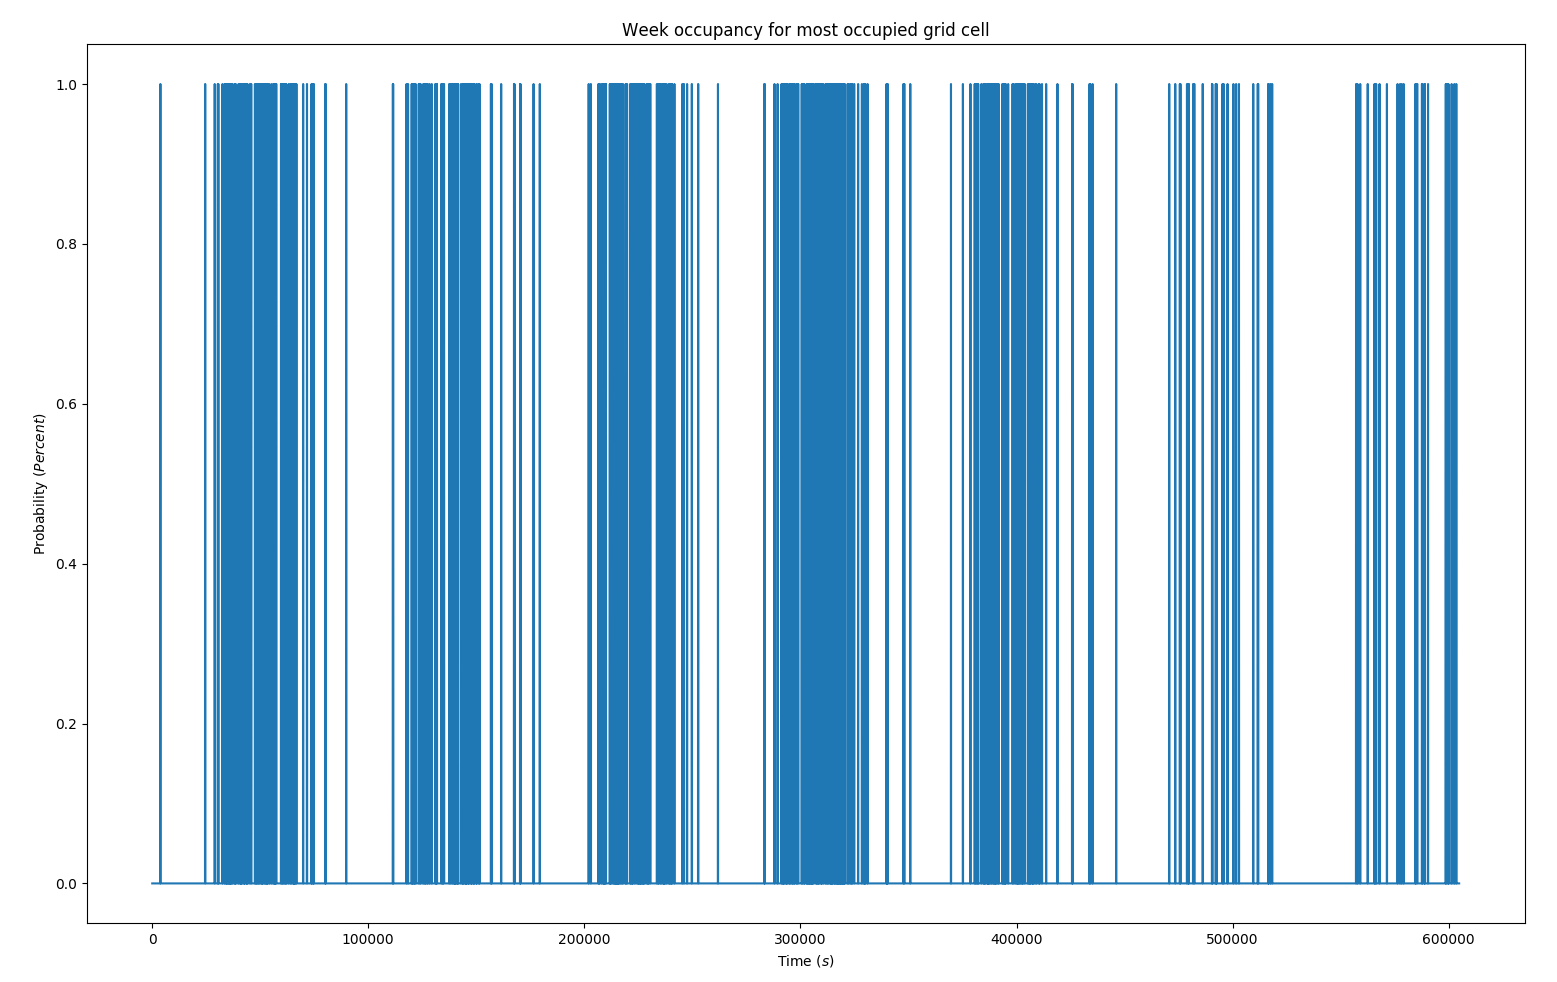 Week occupancy for most occupied grid cell
1.0
0.8
0.6
0.4
0.2
0.0
Probability (Percent)
0 100000 200000 300000 400000 500000 600000
Time (s)